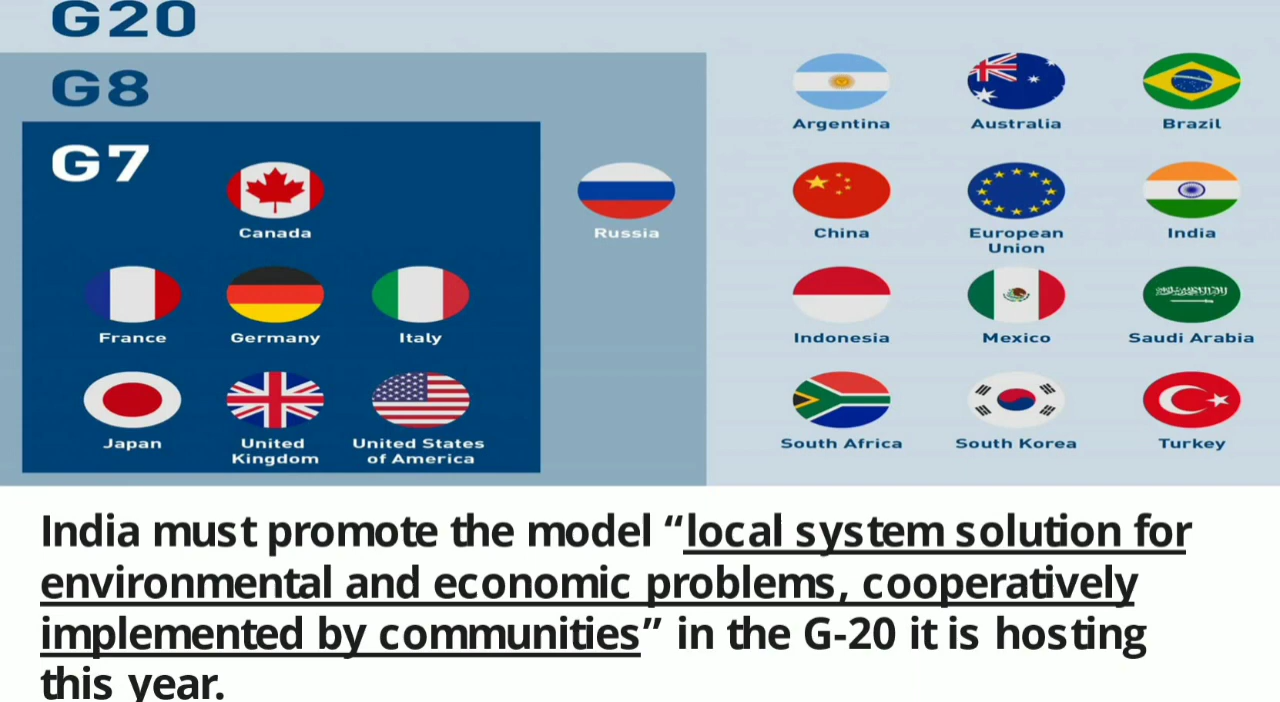 G20
G8
G7
Canada
France
Germany
Italy
Japan
United
Kingdom
United States
of America
Russia
Argentina
Australia
Brazil
China
European
Union
India
Indonesia
Mexico
Saudi Arabia
South Africa
South Korea
Turkey
India must promote the model “local system solution for
environmental and economic problems, cooperatively
implemented by communities” in the G-20 it is hosting
this year.